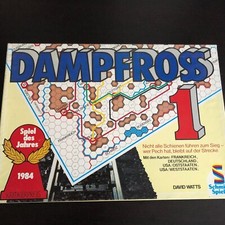 DAMPFROSS
1
Spiel
des
Jahres
1984
Nicht alle Schienen führen zum Sieg –
wer Pech hat, bleibt auf der Strecke
Mit den Karten: FRANKREICH,
DEUTSCHLAND,
USA/OSTSTAATEN,
USA/WESTSTAATEN.
DAVID WATTS
Schmidt
Spiele